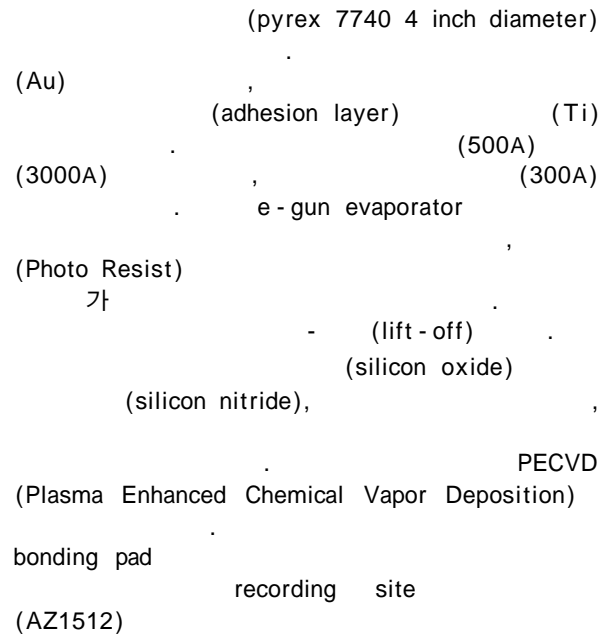 (pyrex 7740 4 inch diameter)
.
(Au) ,
(adhesion layer) (Ti)
. (500A)
(3000A) , (300A)
. e-gun evaporator
,
(Photo Resist)
가 .
- (lift-off) .
(silicon oxide)
(silicon nitride), ,
. PECVD
(Plasma Enhanced Chemical Vapor Deposition)
.
bonding pad
recording site
(AZ1512)